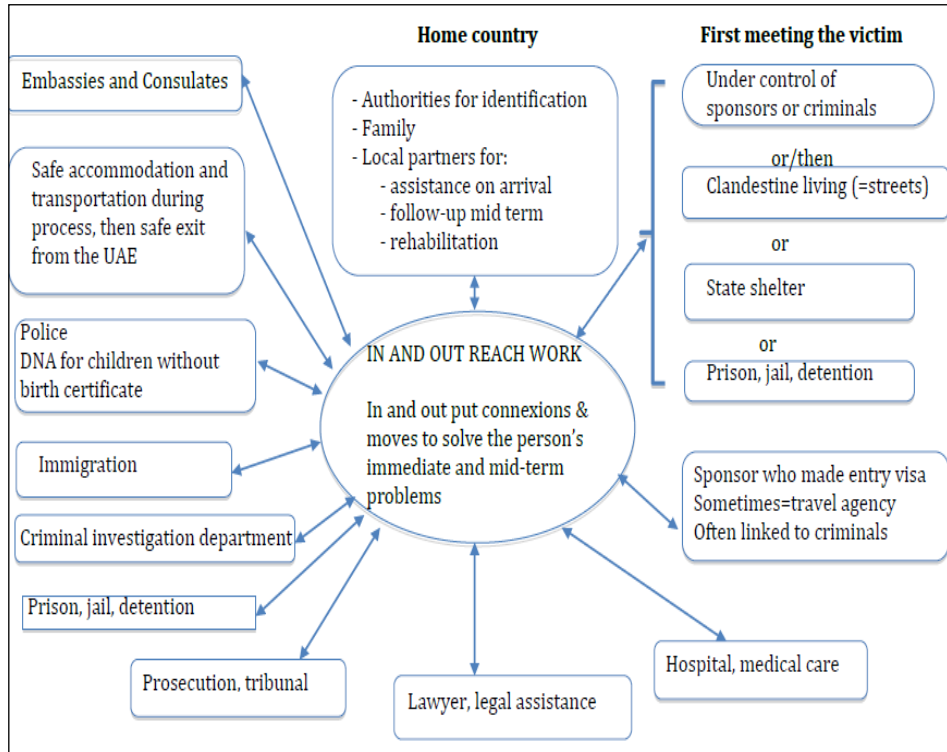 Home country
First meeting the victim
Embassies and Consulates
Safe accommodation and
transportation during
process, then safe exit
from the UAE
Police
DNA for children without
birth certificate
Immigration
Criminal investigation department
Prison, jail, detention
Prosecution, tribunal
- Authorities for identification
- Family
- Local partners for:
- assistance on arrival
- follow-up mid term
- rehabilitation
IN AND OUT REACH WORK
In and out put connexions &
moves to solve the person's
immediate and mid-term
problems
Lawyer, legal assistance
Under control of
sponsors or criminals
or/then
Clandestine living (=streets)
or
State shelter
or
Prison, jail, detention
Sponsor who made entry visa
Sometimes=travel agency
Often linked to criminals
Hospital, medical care